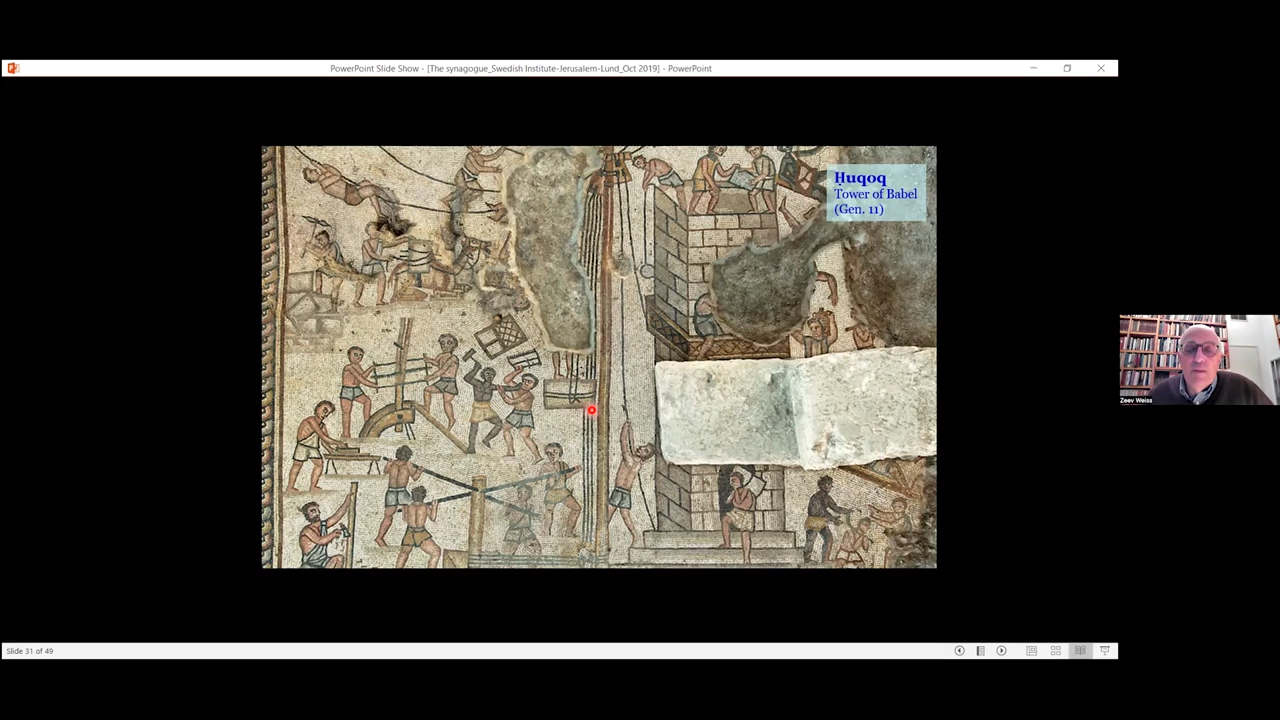 PowerPoint Slide Show - [The synagogue_Swedish Institute-Jerusalem-Lund_Oct 2019] - PowerPoint
Ḥuqoq
Tower of Babel
(Gen. 11)
Zeev Weiss
Slide 31 of 49